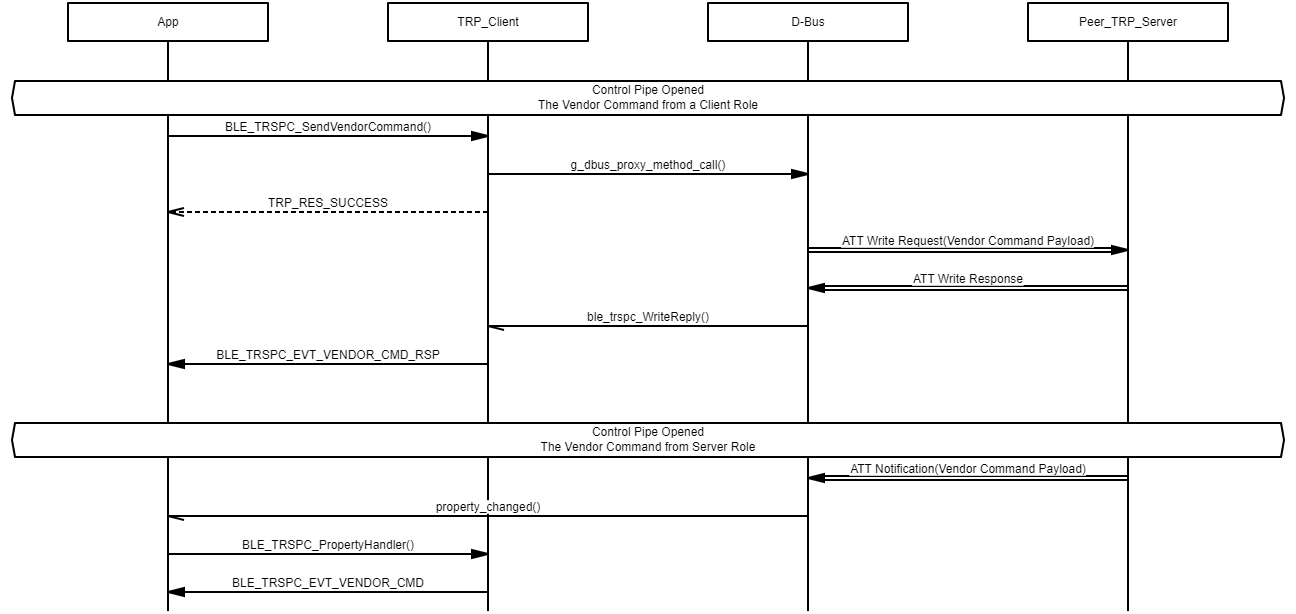 App
TRP_Client
D-Bus
Peer_TRP_Server
Control Pipe Opened
The Vendor Command from a Client Role
BLE_TRSPC_SendVendorCommand()
g_dbus_proxy_method_call()
TRP_RES_SUCCESS
ATT Write Request(Vendor Command Payload)
ATT Write Response
ble_trspc_WriteReply()
BLE_TRSPC_EVT_VENDOR_CMD_RSP
Control Pipe Opened
The Vendor Command from Server Role
ATT Notification(Vendor Command Payload)
property_changed()
BLE_TRSPC_PropertyHandler()
BLE_TRSPC_EVT_VENDOR_CMD